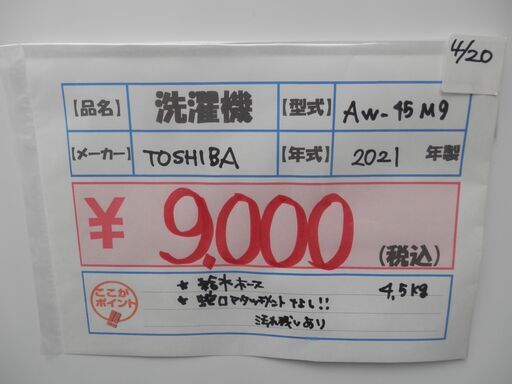 4/20
【品名】 洗濯機 【型式】 AW-45M9
【メーカー】 TOSHIBA 【年式】 2021 年製
¥ 9,000 (税込)
ここが ポイント
★ 給水ホース 4.5kg
★ 蛇口アタッチメントなし!!
汚れ残しあり